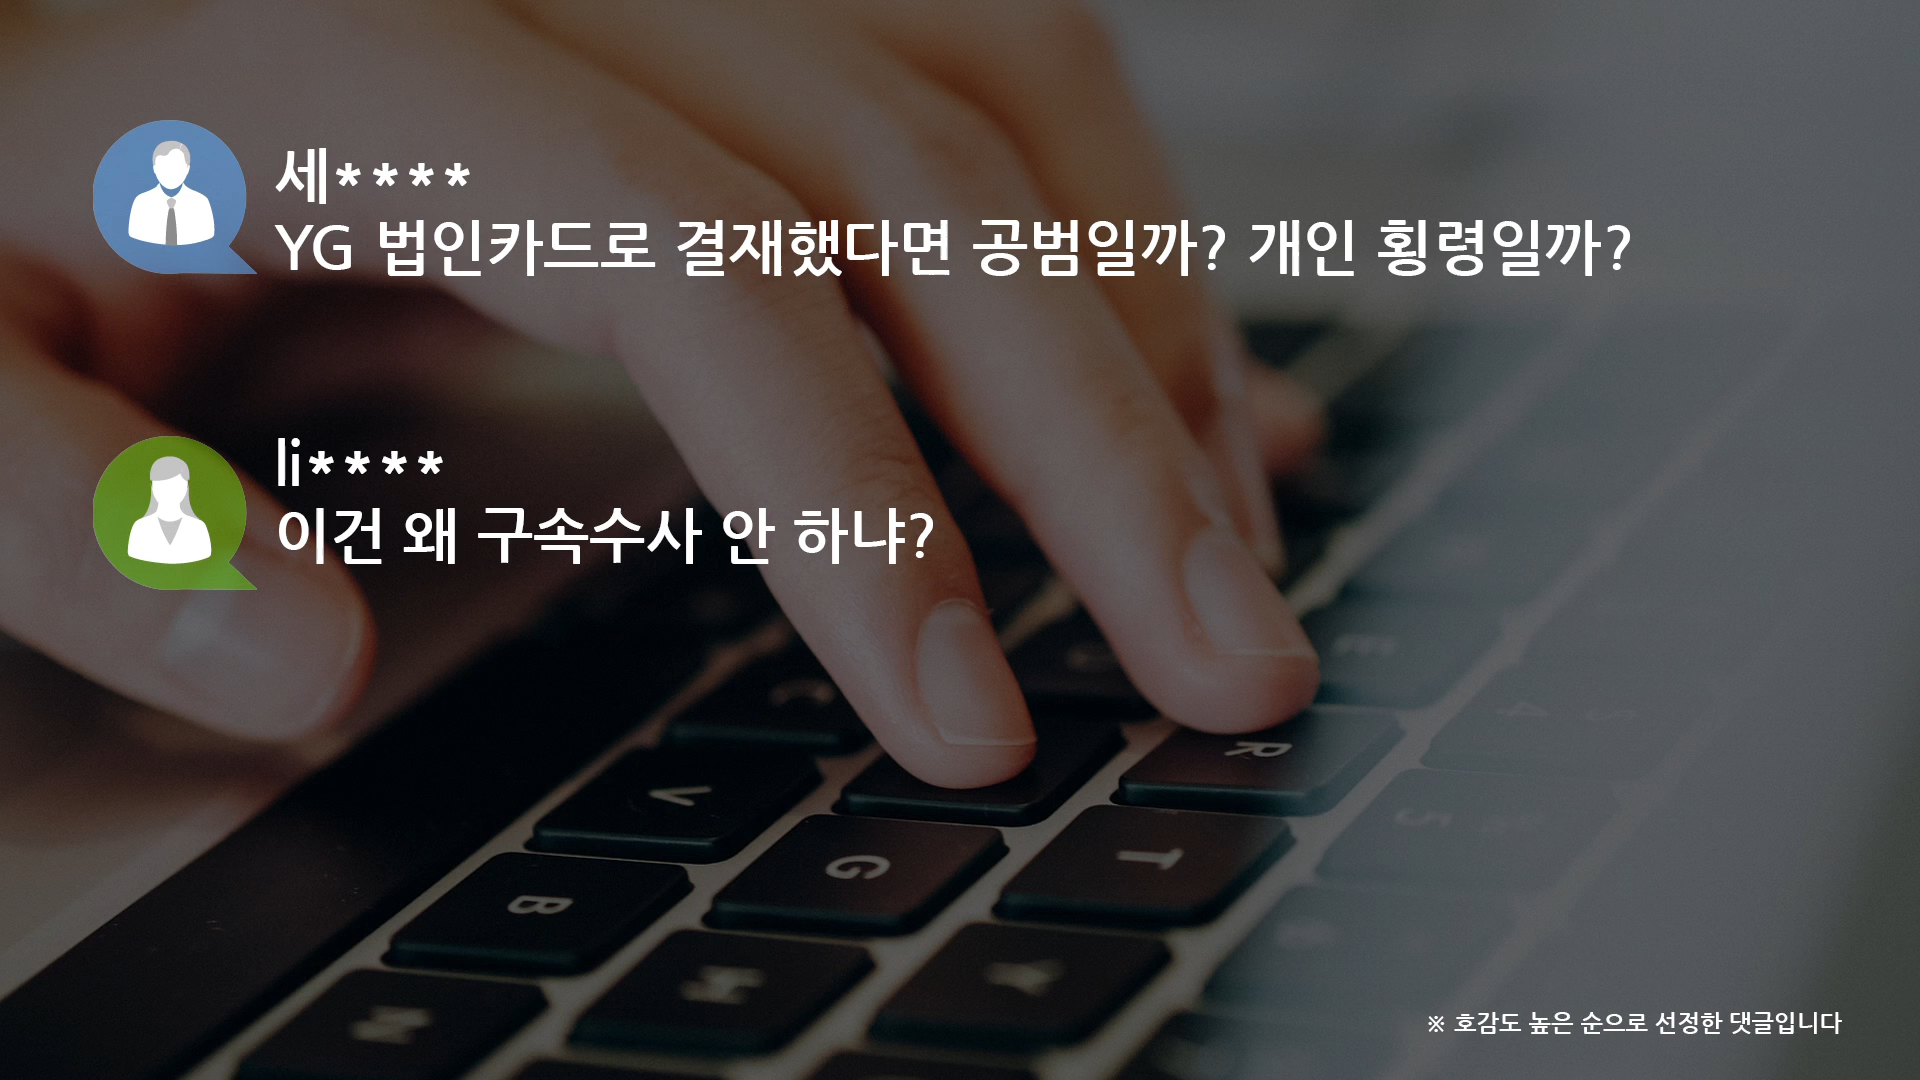 세****
YG 법인카드로 결재했다면 공범일까? 개인 횡령일까?
li****
이건 왜 구속수사 안 하냐?
C
R
V
G
T
B
H
Y
N
※ 호감도 높은 순으로 선정한 댓글입니다